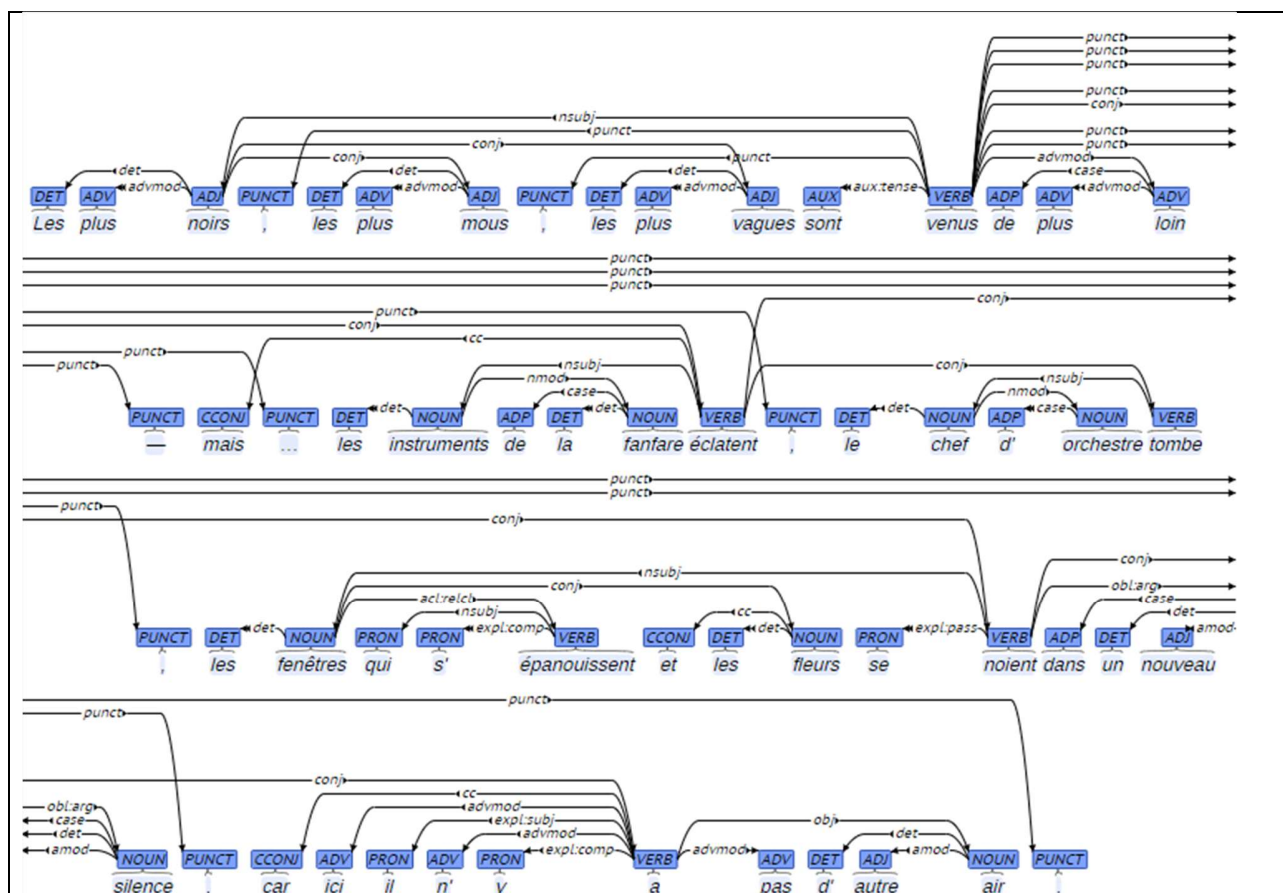 punct
punct
punct
punct
conj
nsubj
punct punct
conj punct
conj punct advmod
det det det case
advmod advmod advmod aux:tense advmod
DET ADV ADJ PUNCT DET ADV ADJ PUNCT DET ADV ADJ AUX VERB ADP ADV ADV
Les plus noirs , les plus mous , les plus vagues sont venus de plus loin
punct
punct
punct
conj
punct
conj
cc
punct
punct nsubj conj
nmod nsubj
case nmod
det det det case
PUNCT CCONJ PUNCT DET NOUN ADP DET NOUN VERB PUNCT DET NOUN ADP NOUN VERB
— mais … les instruments de la fanfare éclatent , le chef d' orchestre tombe
punct
punct
punct
conj
conj
nsubj
conj obl:arg
acl:relcl case
nsubj cc det
det expl:comp det expl:pass amod
PUNCT DET NOUN PRON PRON VERB CCONJ DET NOUN PRON VERB ADP DET ADJ
, les fenêtres qui s' épanouissent et les fleurs se noient dans un nouveau
punct
punct
conj
cc
obl:arg advmod
case expl:subj obj
det advmod det
amod expl:comp advmod amod
NOUN PUNCT CCONJ ADV PRON ADV PRON VERB ADV DET ADJ NOUN PUNCT
silence , car ici il n' y a pas d' autre air .